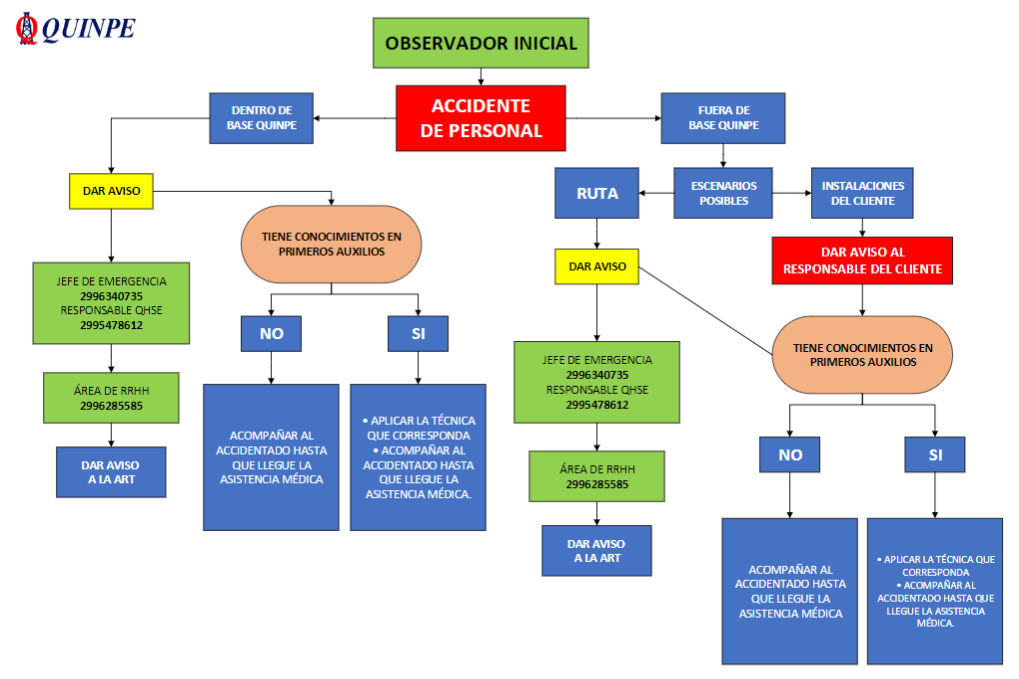 QUINPE
OBSERVADOR INICIAL
ACCIDENTE
DE PERSONAL
DENTRO DE
BASE QUINPE
FUERA DE
BASE QUINPE
DAR AVISO
TIENE CONOCIMIENTOS EN
PRIMEROS AUXILIOS
JEFE DE EMERGENCIA
2996340735
RESPONSABLE QHSE
2995478612
ÁREA DE RRHH
2996285585
DAR AVISO
A LA ART
NO
SI
ACOMPAÑAR AL
ACCIDENTADO HASTA
QUE LLEGUE LA
ASISTENCIA MÉDICA
• APLICAR LA TÉCNICA
QUE CORRESPONDA
• ACOMPAÑAR AL
ACCIDENTADO HASTA
QUE LLEGUE LA
ASISTENCIA MÉDICA.
ESCENARIOS
POSIBLES
RUTA
INSTALACIONES
DEL CLIENTE
DAR AVISO
DAR AVISO AL
RESPONSABLE DEL CLIENTE
JEFE DE EMERGENCIA
2996340735
RESPONSABLE QHSE
2995478612
ÁREA DE RRHH
2996285585
DAR AVISO
A LA ART
TIENE CONOCIMIENTOS EN
PRIMEROS AUXILIOS
NO
SI
ACOMPAÑAR AL
ACCIDENTADO HASTA
QUE LLEGUE LA
ASISTENCIA MÉDICA
• APLICAR LA TÉCNICA QUE
CORRESPONDA
• ACOMPAÑAR AL
ACCIDENTADO HASTA QUE
LLEGUE LA ASISTENCIA
MÉDICA.